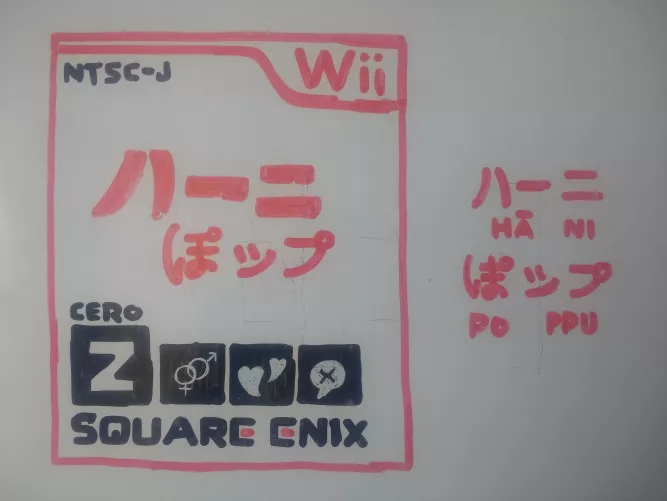 Wii
NTSC-J
ハーニ
ぽップ
CERO
Z
SQUARE ENIX
ハーニ
HĀ NI
ぽップ
PO PPU